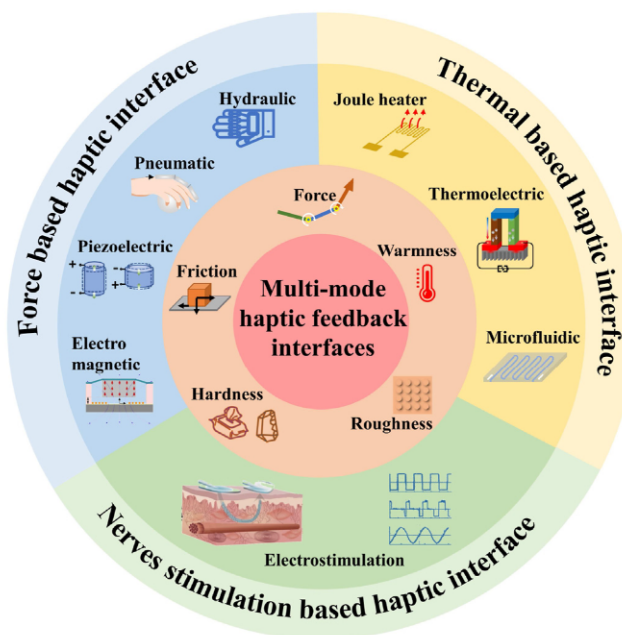 Force based haptic interface
Thermal based haptic interface
Nerves stimulation based haptic interface
Hydraulic
Pneumatic
Piezoelectric
+
-
+
-
Electro
magnetic
Joule heater
Thermoelectric
Microfluidic
Electrostimulation
Force
Warmness
Friction
Hardness
Roughness
Multi-mode
haptic feedback
interfaces